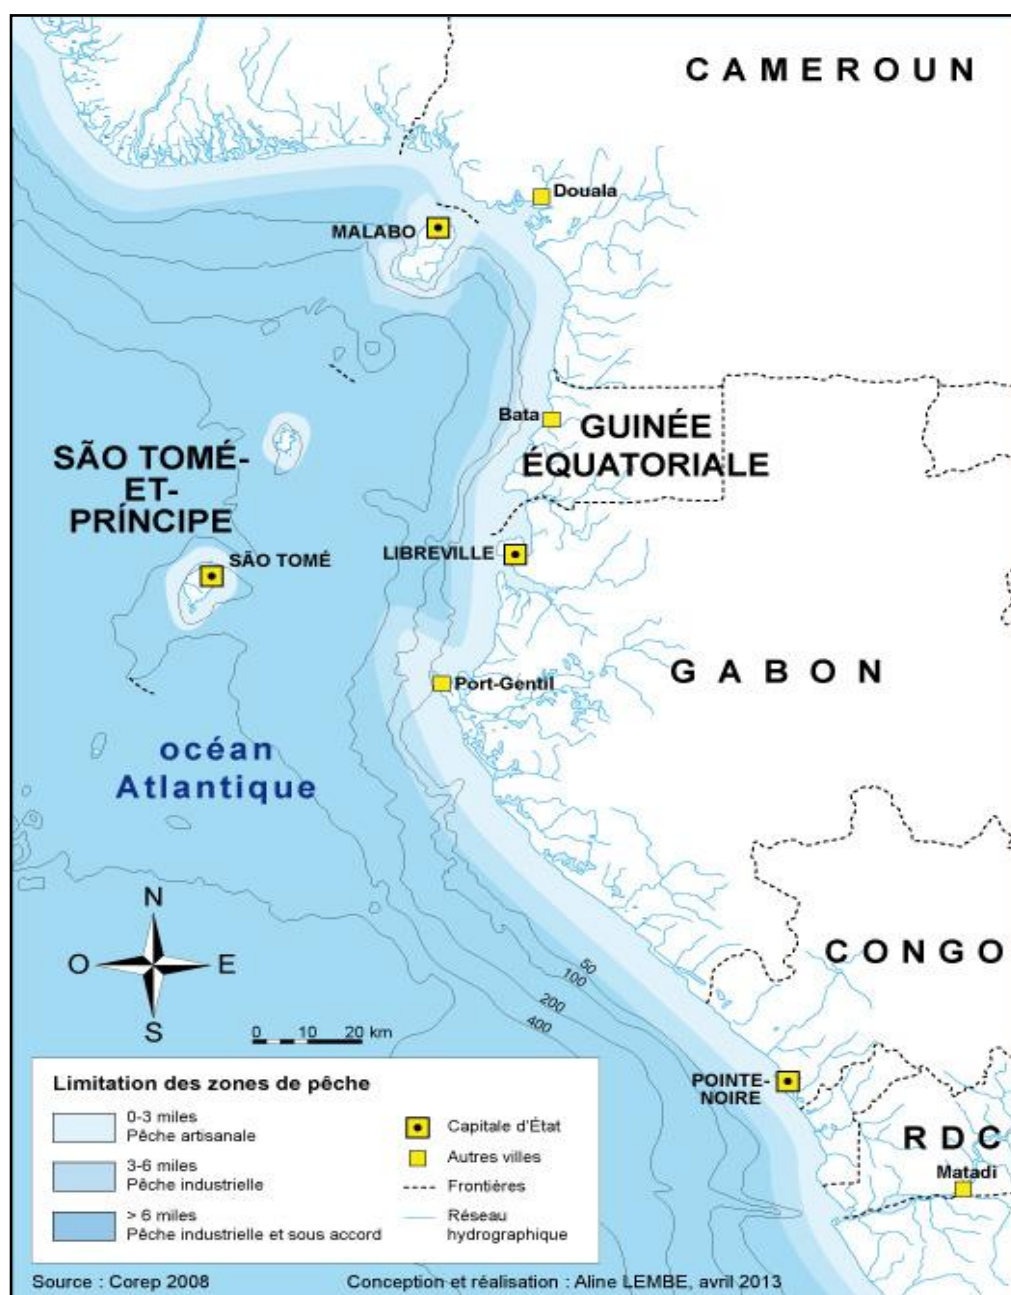 CAMEROUN
Douala
MALABO
Bata
GUINÉE
ÉQUATORIALE
SÃO TOMÉ-
ET-
PRÍNCIPE
SÃO TOMÉ
LIBREVILLE
GABON
Port-Gentil
océan
Atlantique
N
O E
S
CONGO
50
100
200
400
0 10 20 km
POINTE-
NOIRE
RDC
Matadi
Limitation des zones de pêche
0-3 miles
Pêche artisanale
3-6 miles
Pêche industrielle
> 6 miles
Pêche industrielle et sous accord
Capitale d'État
Autres villes
Frontières
Réseau
hydrographique
Source : Corep 2008
Conception et réalisation : Aline LEMBE, avril 2013